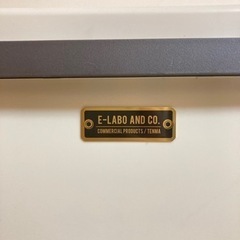 E-LABO AND CO.
COMMERCIAL PRODUCTS / TENMA